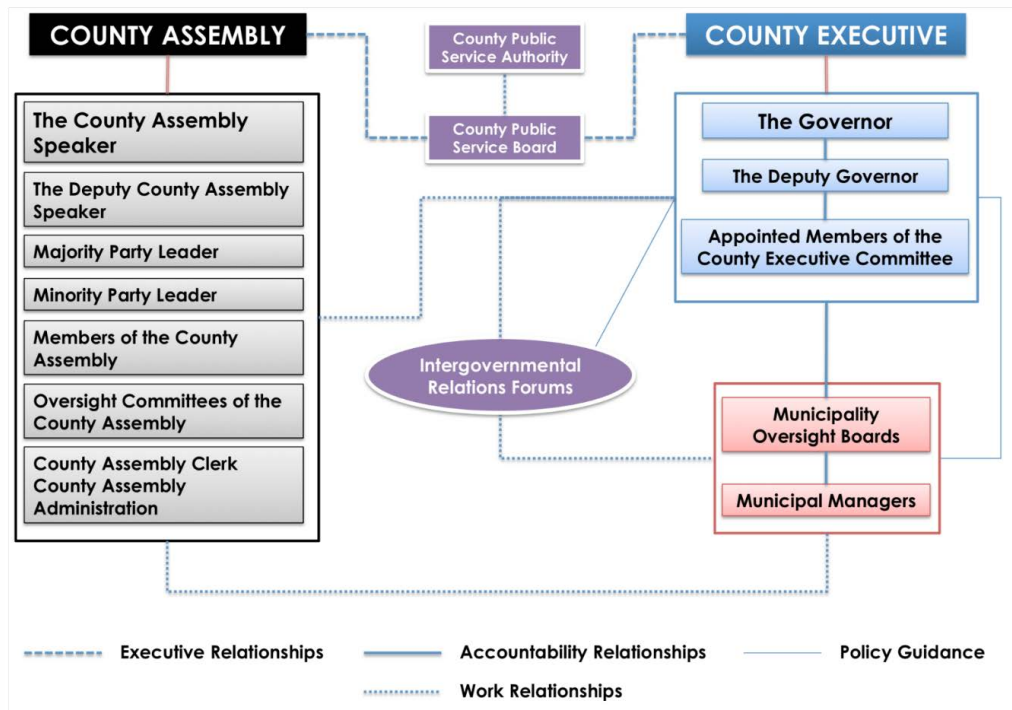 COUNTY ASSEMBLY
County Public
Service Authority
COUNTY EXECUTIVE
The County Assembly
Speaker
The Deputy County Assembly
Speaker
Majority Party Leader
Minority Party Leader
Members of the County
Assembly
Oversight Committees of the
County Assembly
County Assembly Clerk
County Assembly
Administration
County Public
Service Board
The Governor
The Deputy Governor
Appointed Members of the
County Executive Committee
Intergovernmental
Relations Forums
Municipality
Oversight Boards
Municipal Managers
Executive Relationships
Accountability Relationships
Policy Guidance
Work Relationships